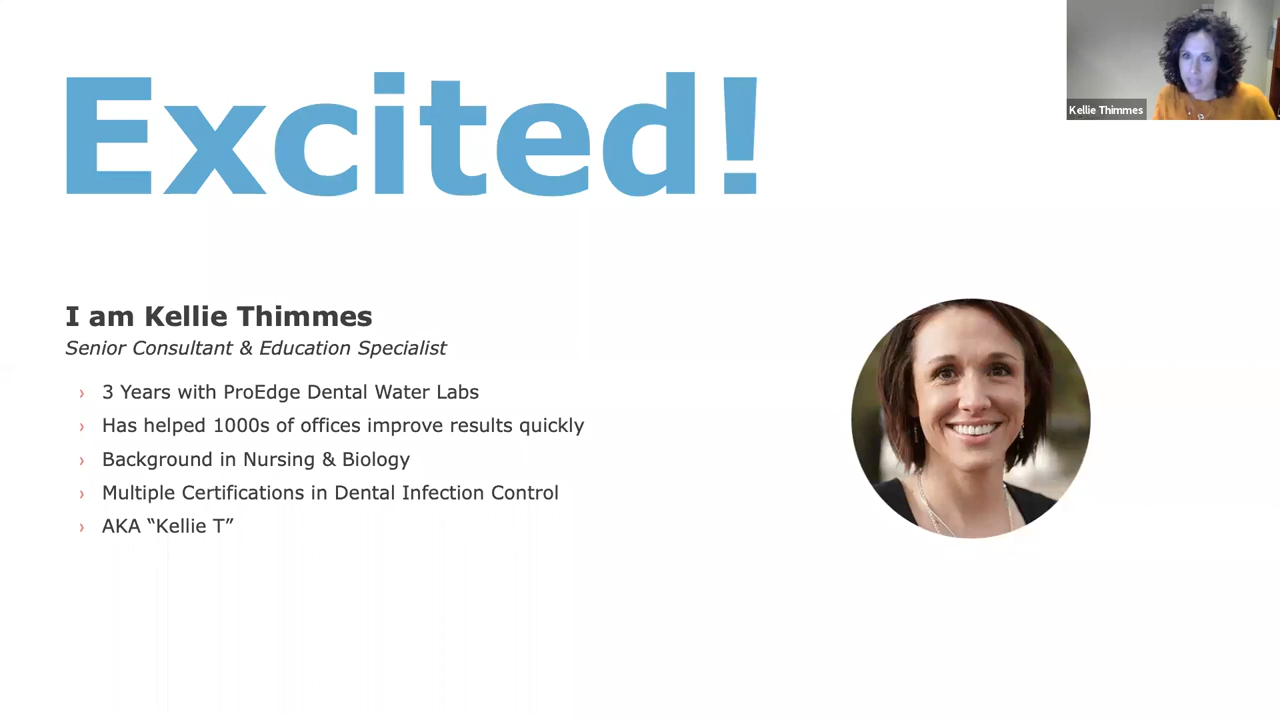 Excited!
Kellie Thimmes
I am Kellie Thimmes
Senior Consultant & Education Specialist
› 3 Years with ProEdge Dental Water Labs
› Has helped 1000s of offices improve results quickly
› Background in Nursing & Biology
› Multiple Certifications in Dental Infection Control
› AKA “Kellie T”